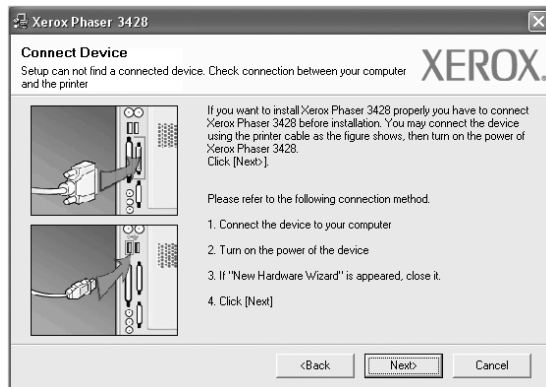 Xerox Phaser 3428
Connect Device
Setup can not find a connected device. Check connection between your computer
and the printer
XEROX.
If you want to install Xerox Phaser 3428 properly you have to connect
Xerox Phaser 3428 before installation. You may connect the device
using the printer cable as the figure shows, then turn on the power of
Xerox Phaser 3428.
Click [Next>].
Please refer to the following connection method.
1. Connect the device to your computer
2. Turn on the power of the device
3. If "New Hardware Wizard" is appeared, close it.
4. Click [Next]
<Back
Next>
Cancel